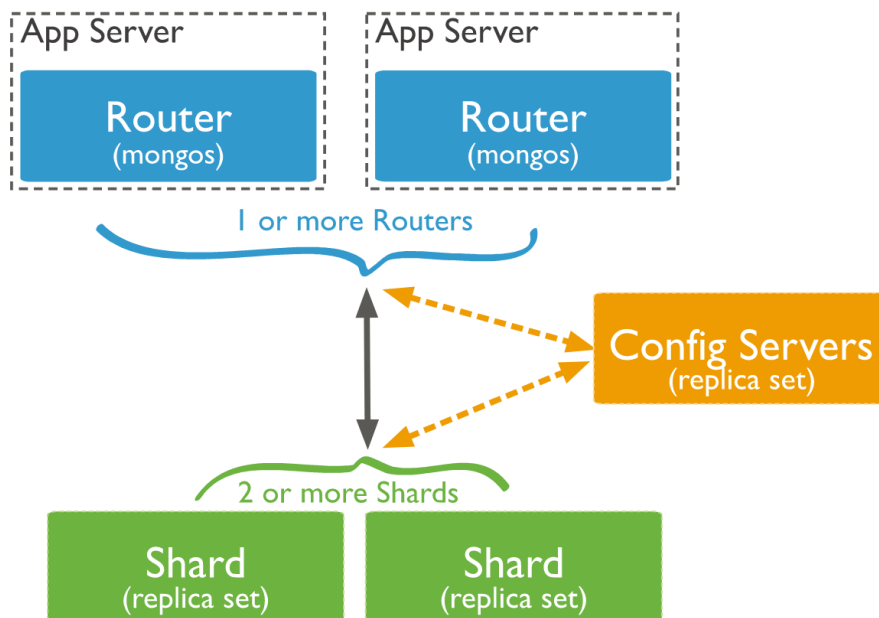 App Server
App Server
Router
(mongos)
Router
(mongos)
1 or more Routers
Config Servers
(replica set)
2 or more Shards
Shard
(replica set)
Shard
(replica set)